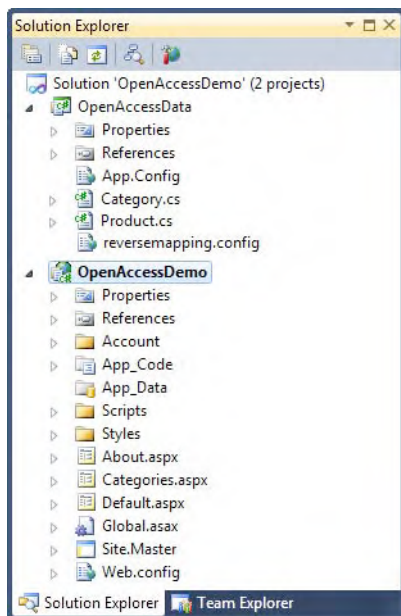 Solution Explorer
Solution 'OpenAccessDemo' (2 projects)
OpenAccessData
Properties
References
App.Config
Category.cs
Product.cs
reversemapping.config
OpenAccessDemo
Properties
References
Account
App_Code
App_Data
Scripts
Styles
About.aspx
Categories.aspx
Default.aspx
Global.asax
Site.Master
Web.config
Solution Explorer Team Explorer